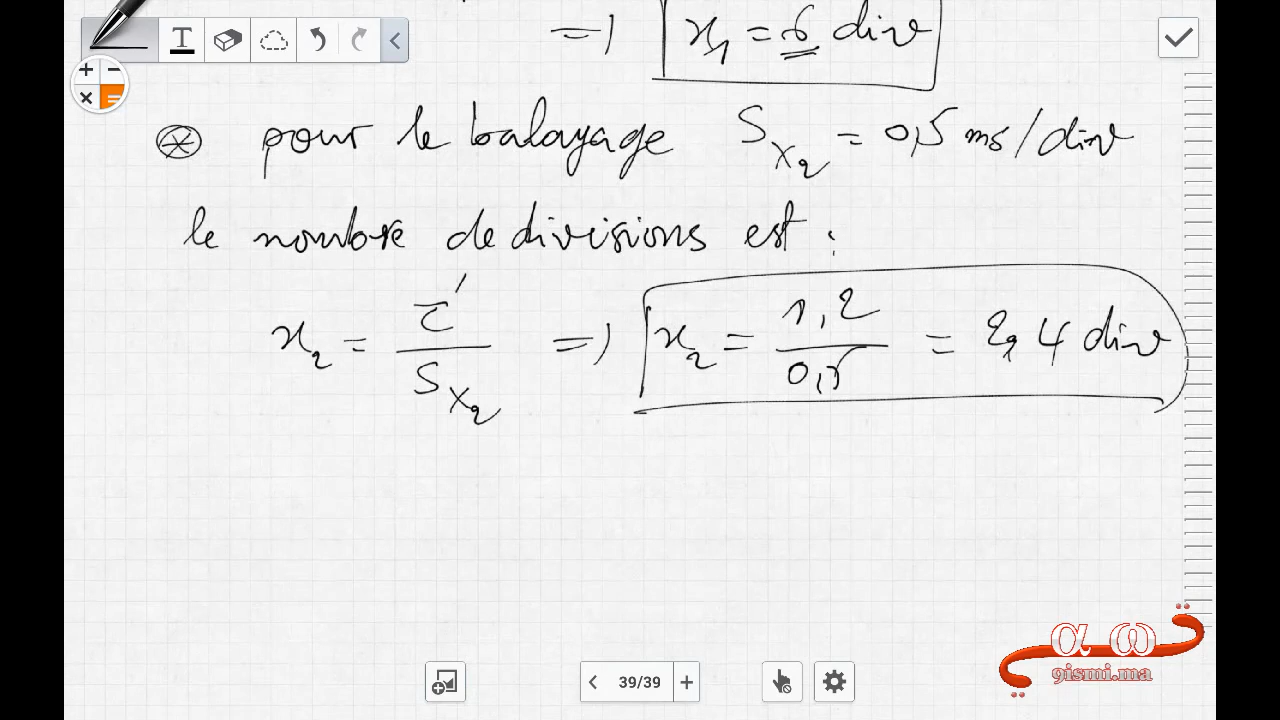 => x₁ = 6 div
⊛ pour le balayage S_X₂ = 0,5 ms/div
le nombre de divisions est :
x₂ = τ' / S_X₂ => x₂ = 1,2 / 0,5 = 2,4 div
α ω
gismi.ma
39/39